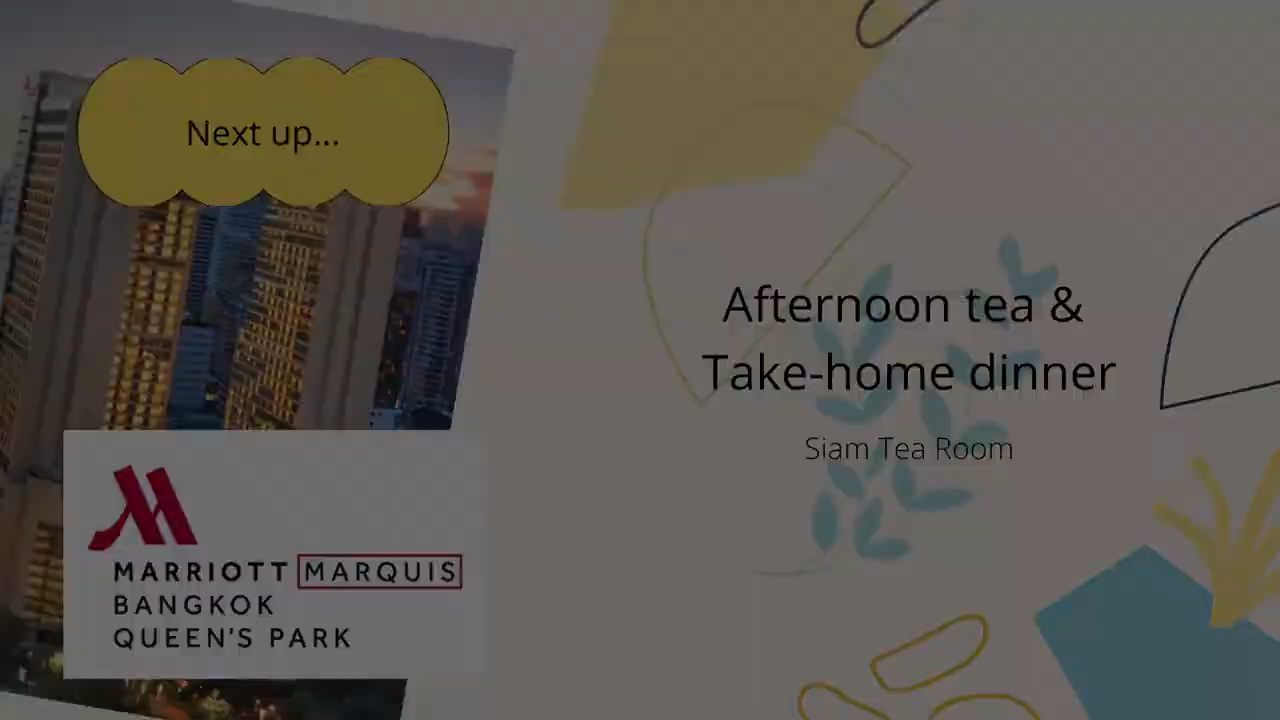 Next up...
Afternoon tea &
Take-home dinner
Siam Tea Room
MARRIOTT MARQUIS
BANGKOK
QUEEN'S PARK